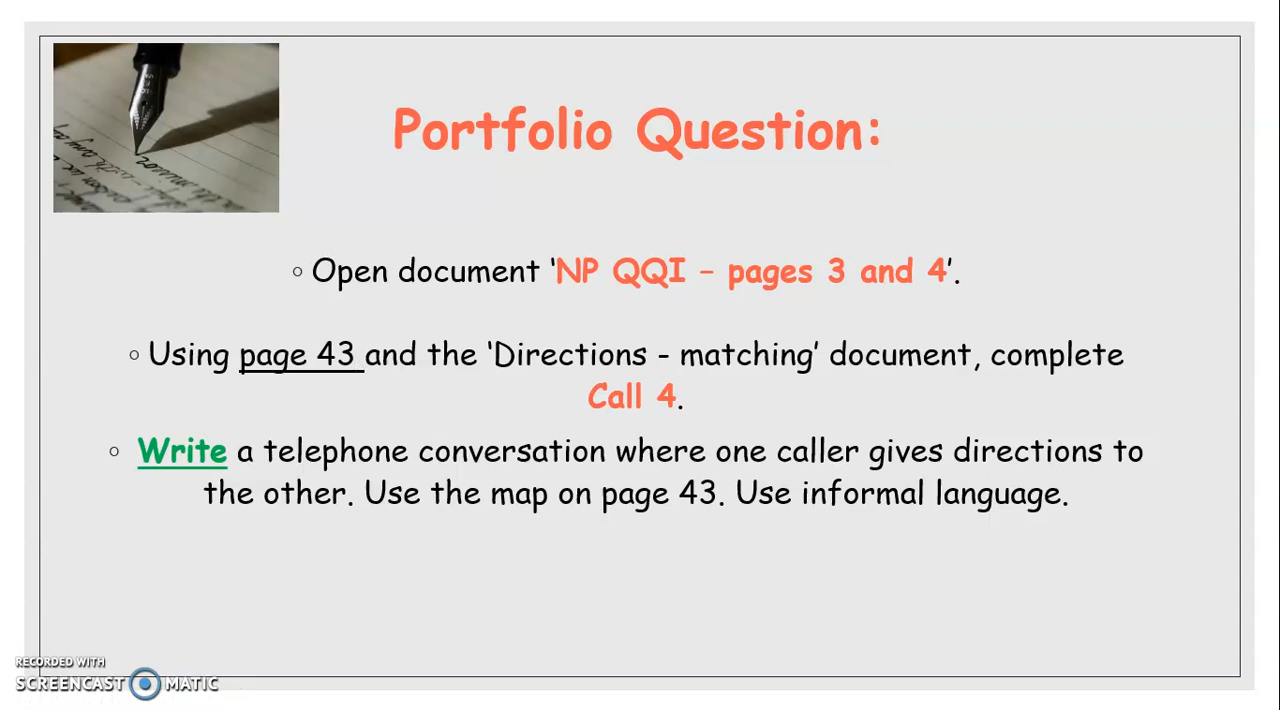 Portfolio Question:
◦ Open document ‘NP QQI – pages 3 and 4’.
◦ Using page 43 and the ‘Directions - matching’ document, complete
Call 4.
◦ Write a telephone conversation where one caller gives directions to
the other. Use the map on page 43. Use informal language.
RECORDED WITH
SCREENCAST MATIC